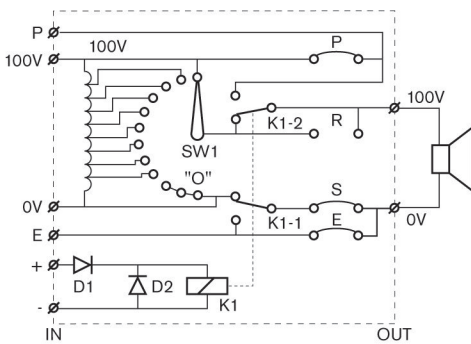 P
100V
100V
P
100V
K1-2
R
SW1
"O"
S
0V
K1-1
E
0V
E
+
D1
D2
K1
-
IN
OUT